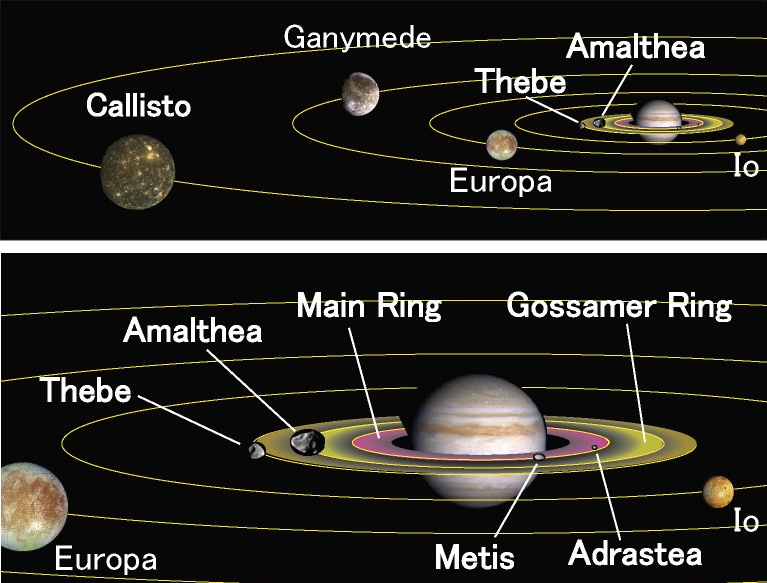 Ganymede
Amalthea
Thebe
Callisto
Europa
Io
Main Ring
Gossamer Ring
Amalthea
Thebe
Io
Europa
Metis
Adrastea